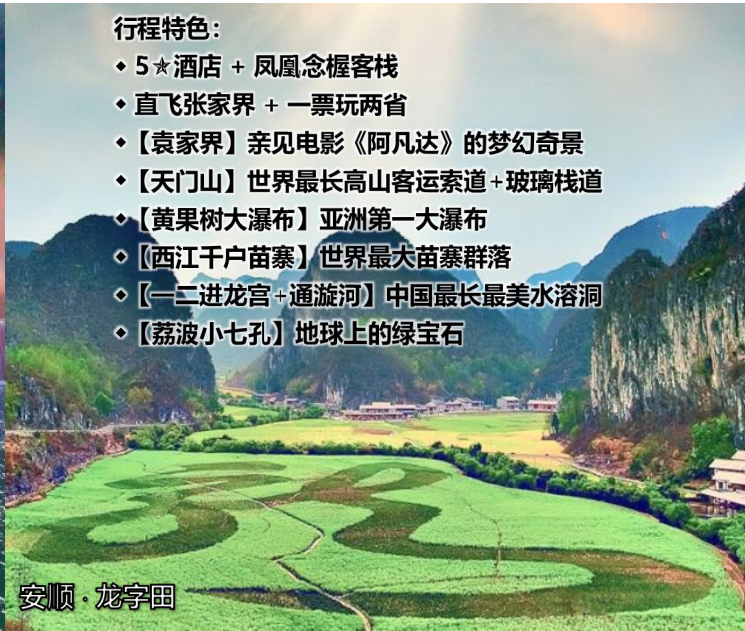 行程特色：
◆ 5✯酒店 + 凤凰念楃客栈
◆ 直飞张家界 + 一票玩两省
◆【袁家界】亲见电影《阿凡达》的梦幻奇景
◆【天门山】世界最长高山客运索道+玻璃栈道
◆【黄果树大瀑布】亚洲第一大瀑布
◆【西江千户苗寨】世界最大苗寨群落
◆【一二进龙宫+通漩河】中国最长最美水溶洞
◆【荔波小七孔】地球上的绿宝石
安顺 · 龙字田